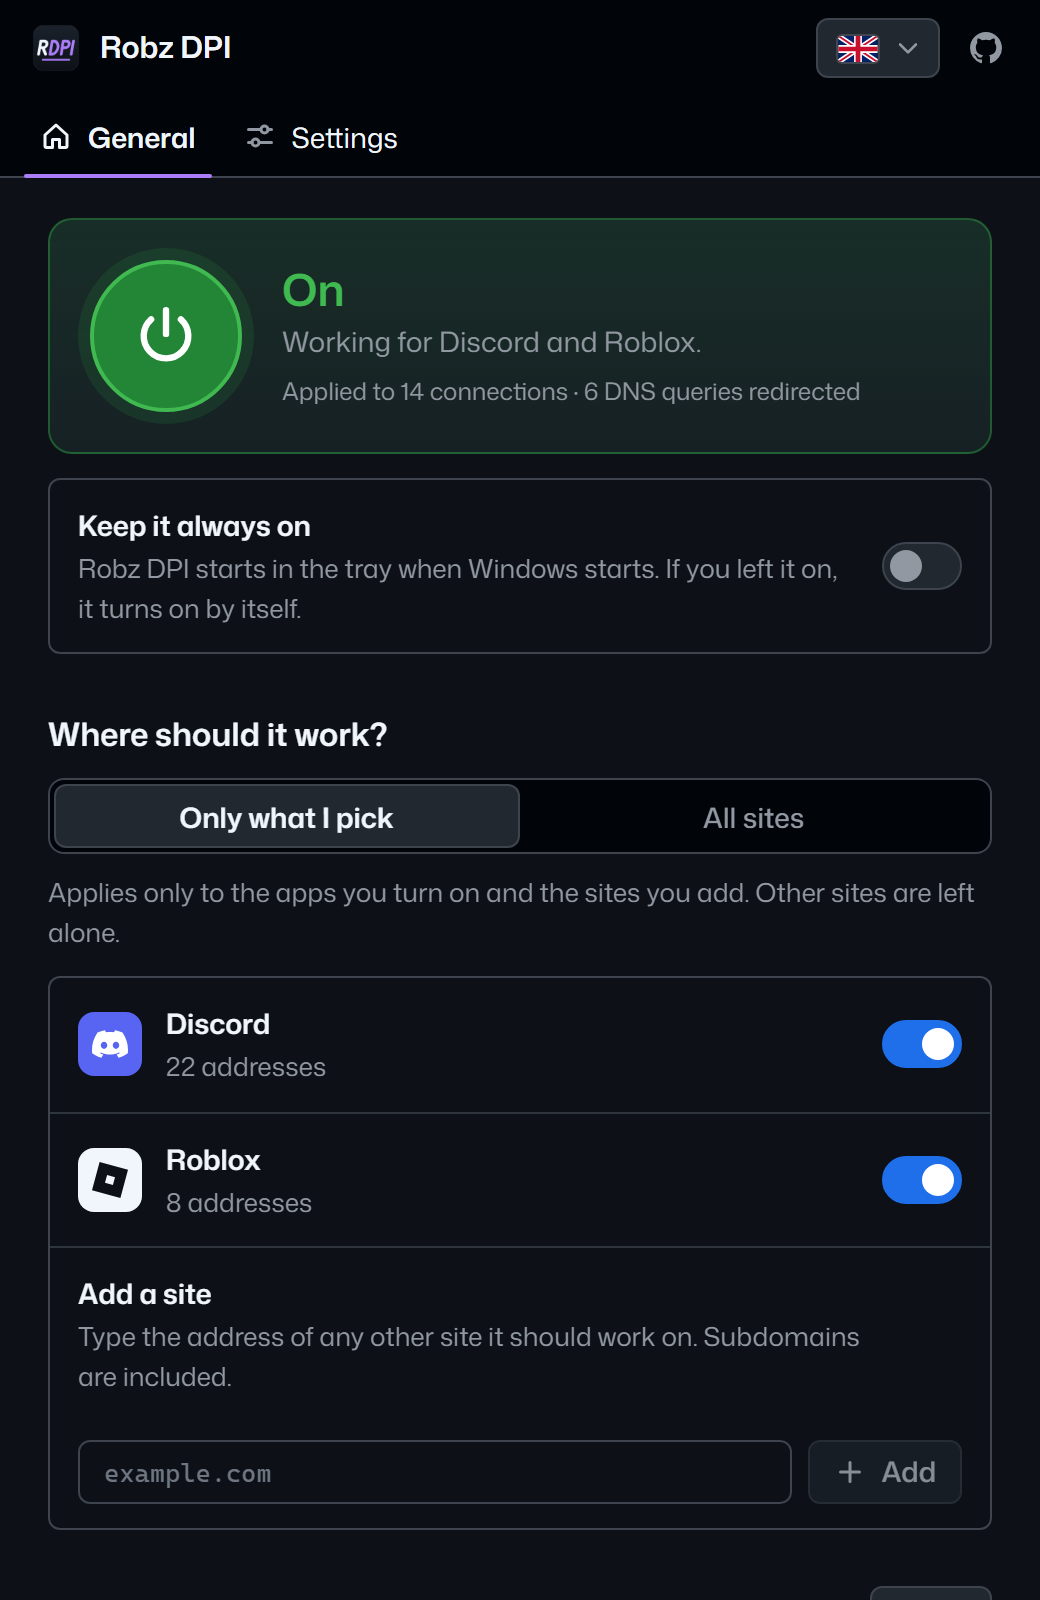 RDPI
Robz DPI
General
Settings
On
Working for Discord and Roblox.
Applied to 14 connections · 6 DNS queries redirected
Keep it always on
Robz DPI starts in the tray when Windows starts. If you left it on,
it turns on by itself.
Where should it work?
Only what I pick
All sites
Applies only to the apps you turn on and the sites you add. Other sites are left
alone.
Discord
22 addresses
Roblox
8 addresses
Add a site
Type the address of any other site it should work on. Subdomains
are included.
example.com
Add